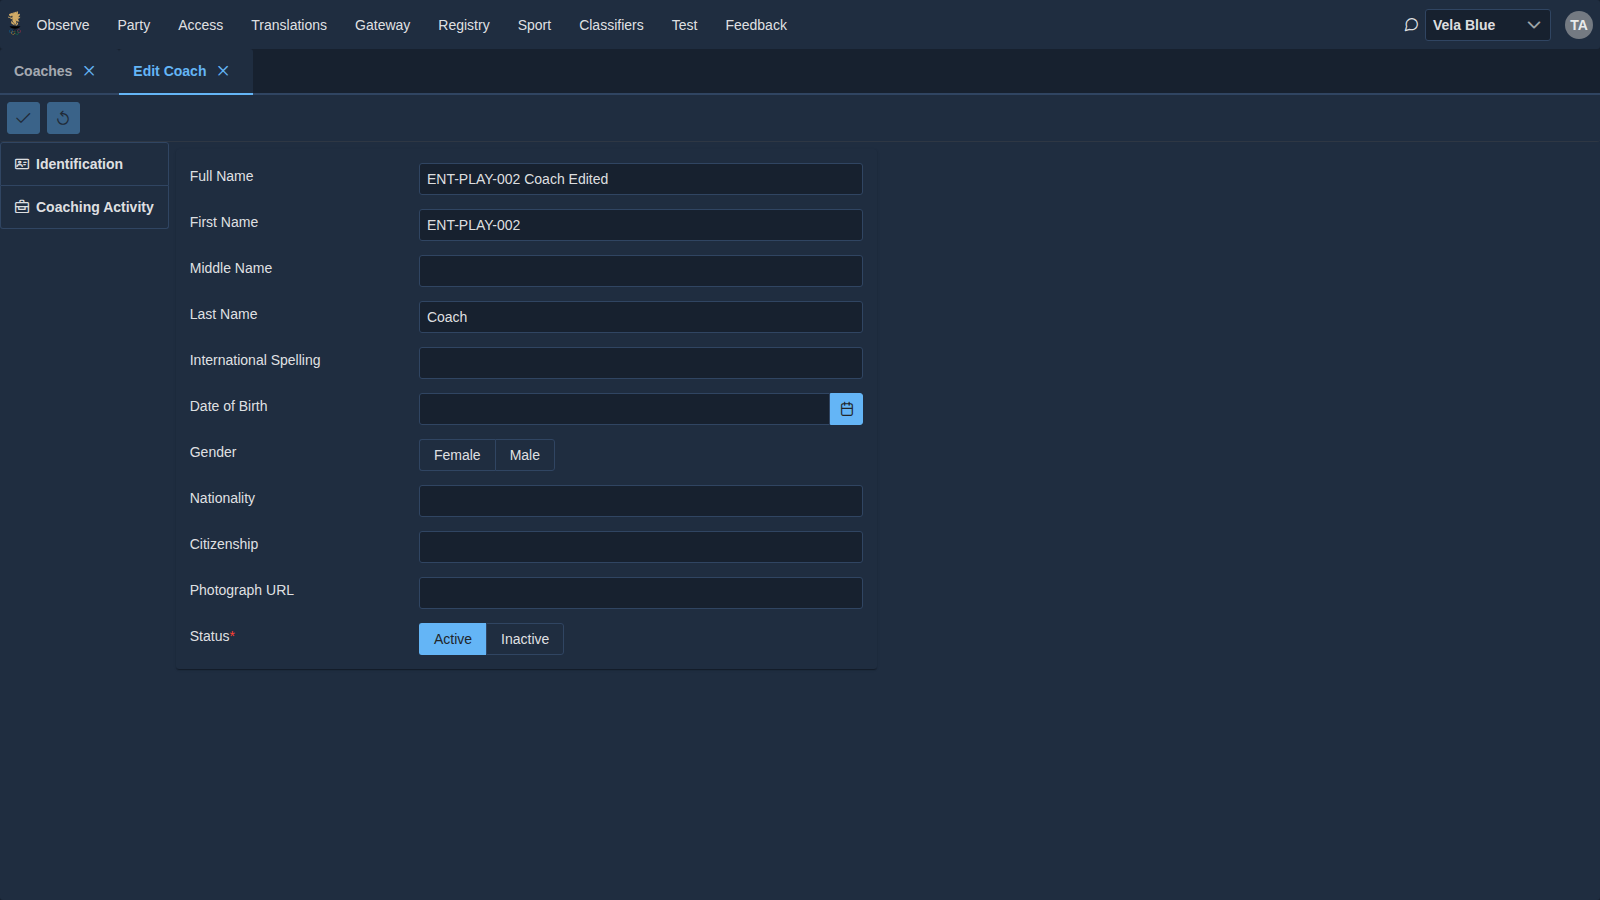 Observe Party Access Translations Gateway Registry Sport Classifiers Test Feedback Vela Blue TA
Coaches Edit Coach
Identification
Coaching Activity
Full Name ENT-PLAY-002 Coach Edited
First Name ENT-PLAY-002
Middle Name
Last Name Coach
International Spelling
Date of Birth
Gender Female Male
Nationality
Citizenship
Photograph URL
Status* Active Inactive